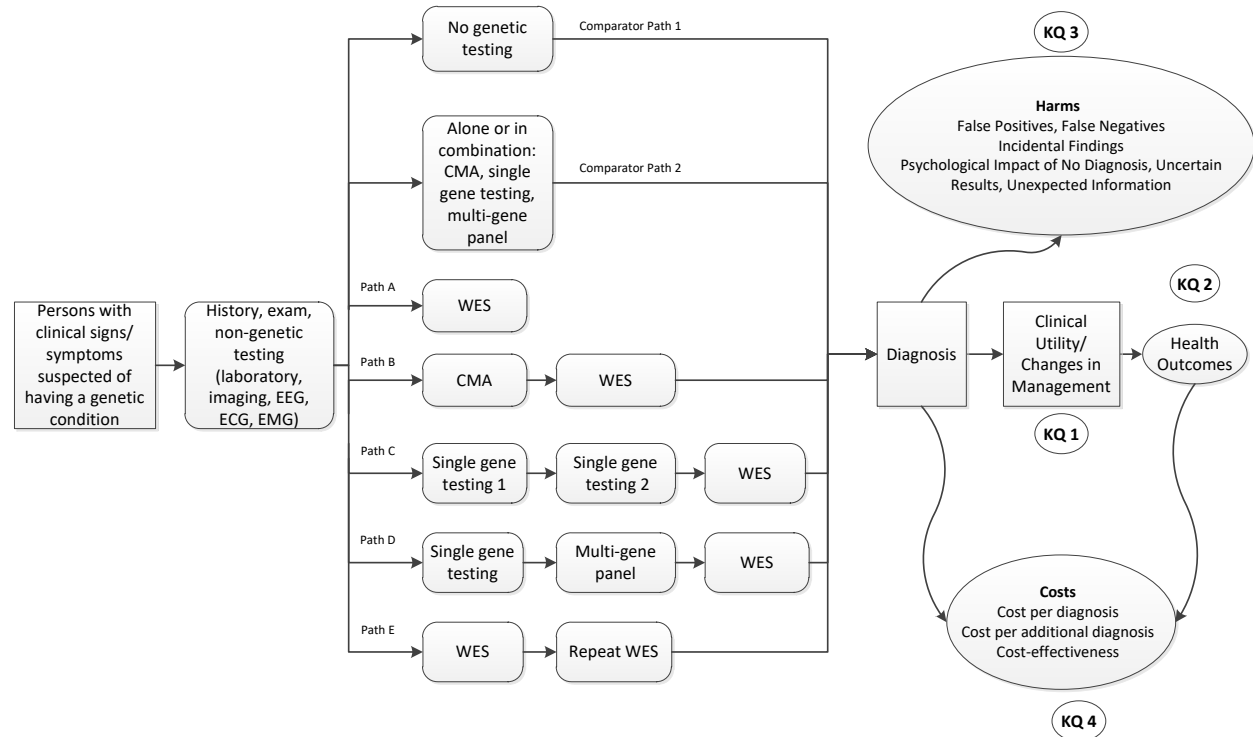 No genetic
testing
Comparator Path 1
KQ 3
Harms
False Positives, False Negatives
Incidental Findings
Psychological Impact of No Diagnosis, Uncertain
Results, Unexpected Information
Alone or in
combination:
CMA, single
gene testing,
multi-gene
panel
Comparator Path 2
Persons with
clinical signs/
symptoms
suspected of
having a genetic
condition
History, exam,
non-genetic
testing
(laboratory,
imaging, EEG,
ECG, EMG)
Path A
WES
Path B
CMA
WES
Path C
Single gene
testing 1
Single gene
testing 2
WES
Path D
Single gene
testing
Multi-gene
panel
WES
Path E
WES
Repeat WES
Diagnosis
Clinical
Utility/
Changes in
Management
KQ 1
KQ 2
Health
Outcomes
Costs
Cost per diagnosis
Cost per additional diagnosis
Cost-effectiveness
KQ 4